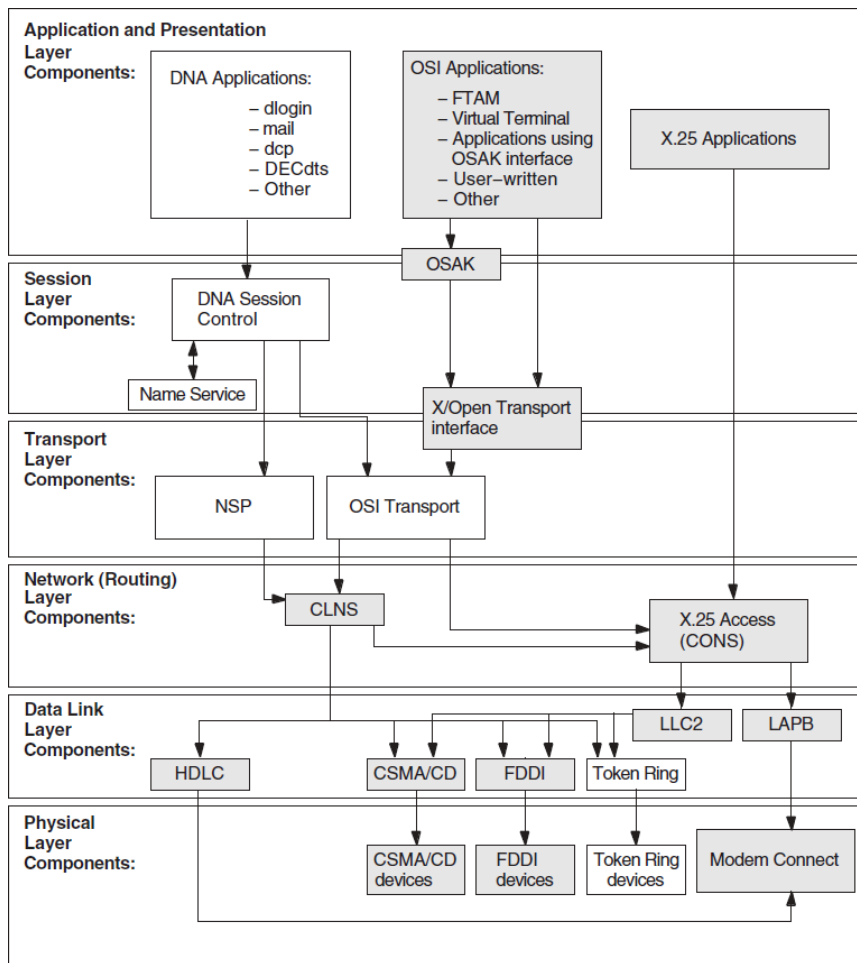 Application and Presentation
Layer
Components:
DNA Applications:
– dlogin
– mail
– dcp
– DECdts
– Other
OSI Applications:
– FTAM
– Virtual Terminal
– Applications using
OSAK interface
– User–written
– Other
X.25 Applications
OSAK
Session
Layer
Components:
DNA Session
Control
Name Service
X/Open Transport
interface
Transport
Layer
Components:
NSP
OSI Transport
Network (Routing)
Layer
Components:
CLNS
X.25 Access
(CONS)
Data Link
Layer
Components:
LLC2
LAPB
HDLC
CSMA/CD
FDDI
Token Ring
Physical
Layer
Components:
CSMA/CD
devices
FDDI
devices
Token Ring
devices
Modem Connect